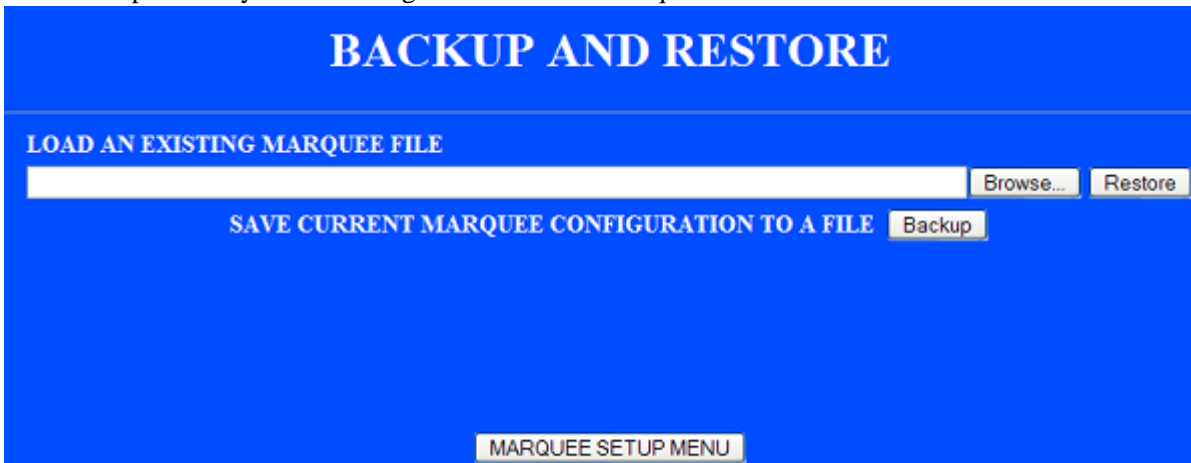 BACKUP AND RESTORE
LOAD AN EXISTING MARQUEE FILE
Browse... Restore
SAVE CURRENT MARQUEE CONFIGURATION TO A FILE Backup
MARQUEE SETUP MENU